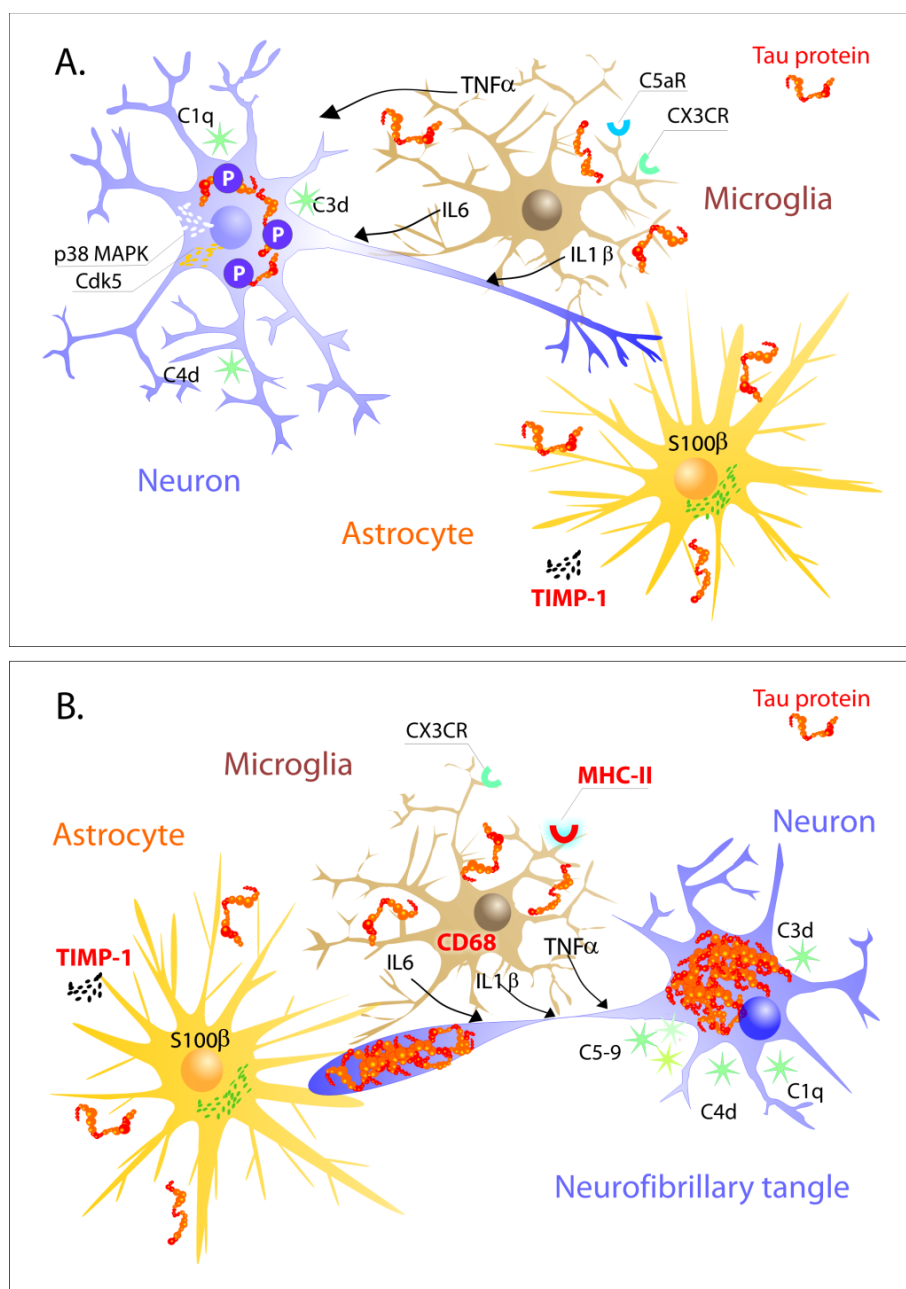 A.
Tau protein
TNFα
C5aR
C1q
CX3CR
P
Microglia
C3d
IL6
P
p38 MAPK
IL1 β
Cdk5
P
C4d
S100β
Neuron
Astrocyte
TIMP-1
B.
Tau protein
CX3CR
Microglia
MHC-II
Astrocyte
Neuron
C3d
CD68
TNFα
TIMP-1
IL6
IL1 β
S100β
C5-9
C1q
C4d
Neurofibrillary tangle